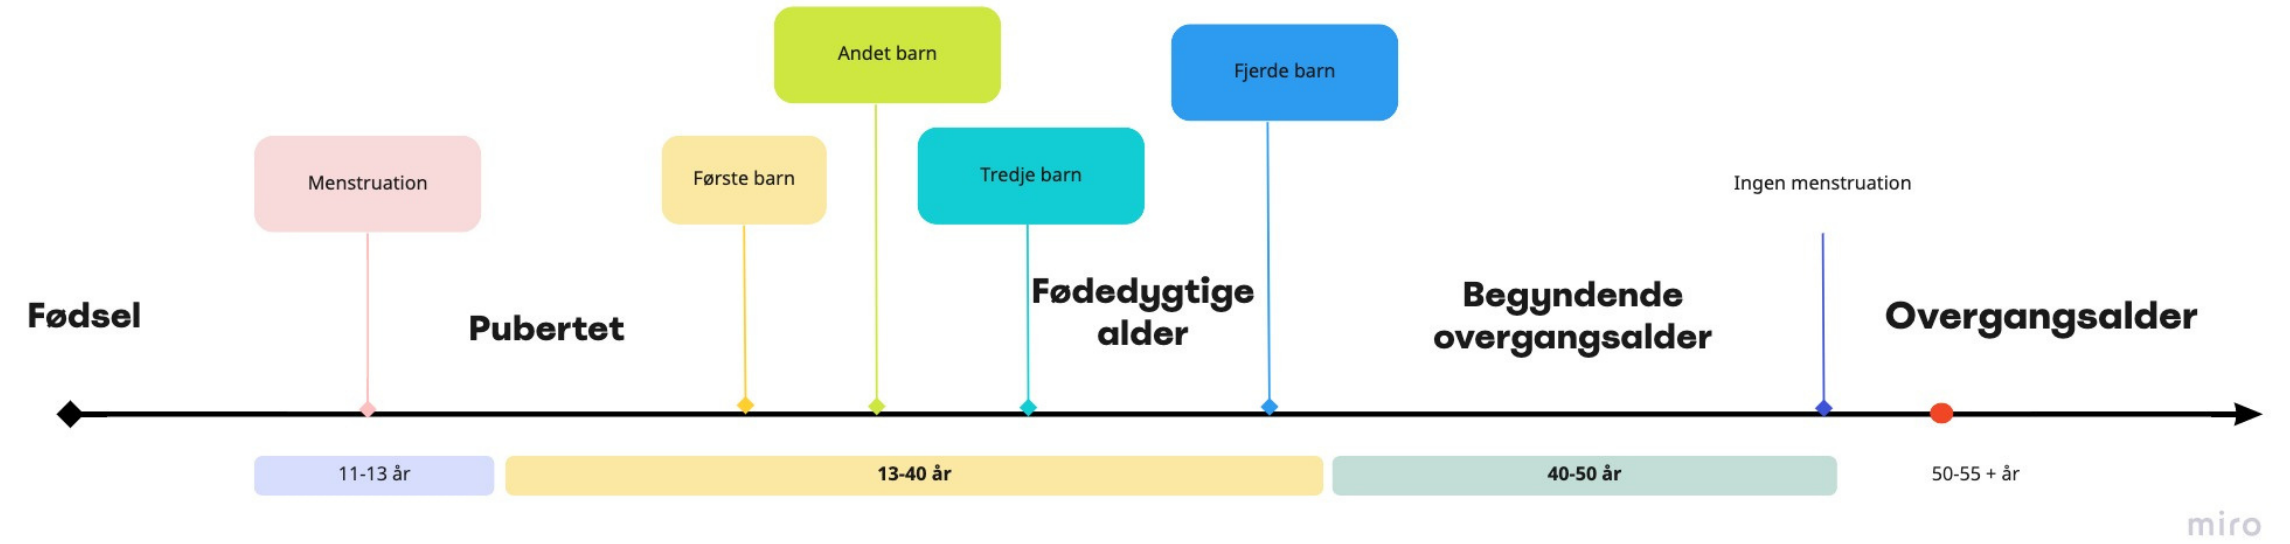 Andet barn
Fjerde barn
Menstruation
Første barn
Tredje barn
Ingen menstruation
Fødsel
Pubertet
Fødedygtige
alder
Begyndende
overgangsalder
Overgangsalder
11-13 år
13-40 år
40-50 år
50-55 + år
miro